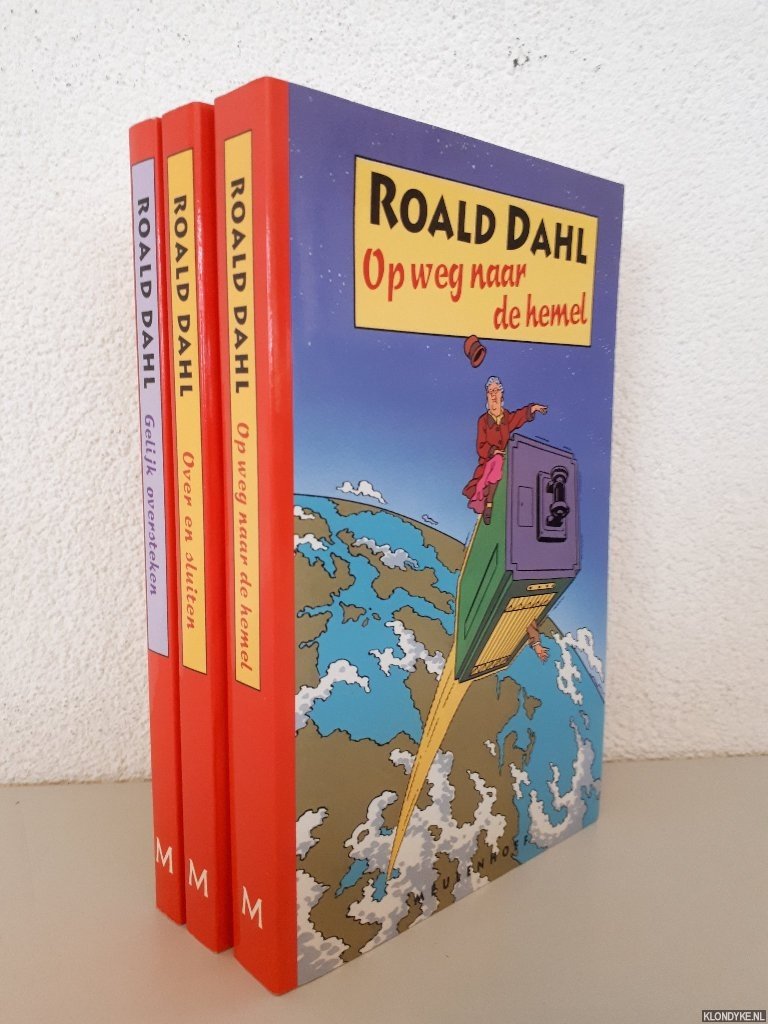 ROALD DAHL Gelijk oversteken
M
ROALD DAHL Over en sluiten
M
ROALD DAHL Op weg naar de hemel
M
ROALD DAHL
Op weg naar
de hemel
MEULENHOFF
KLONDYKE.NL